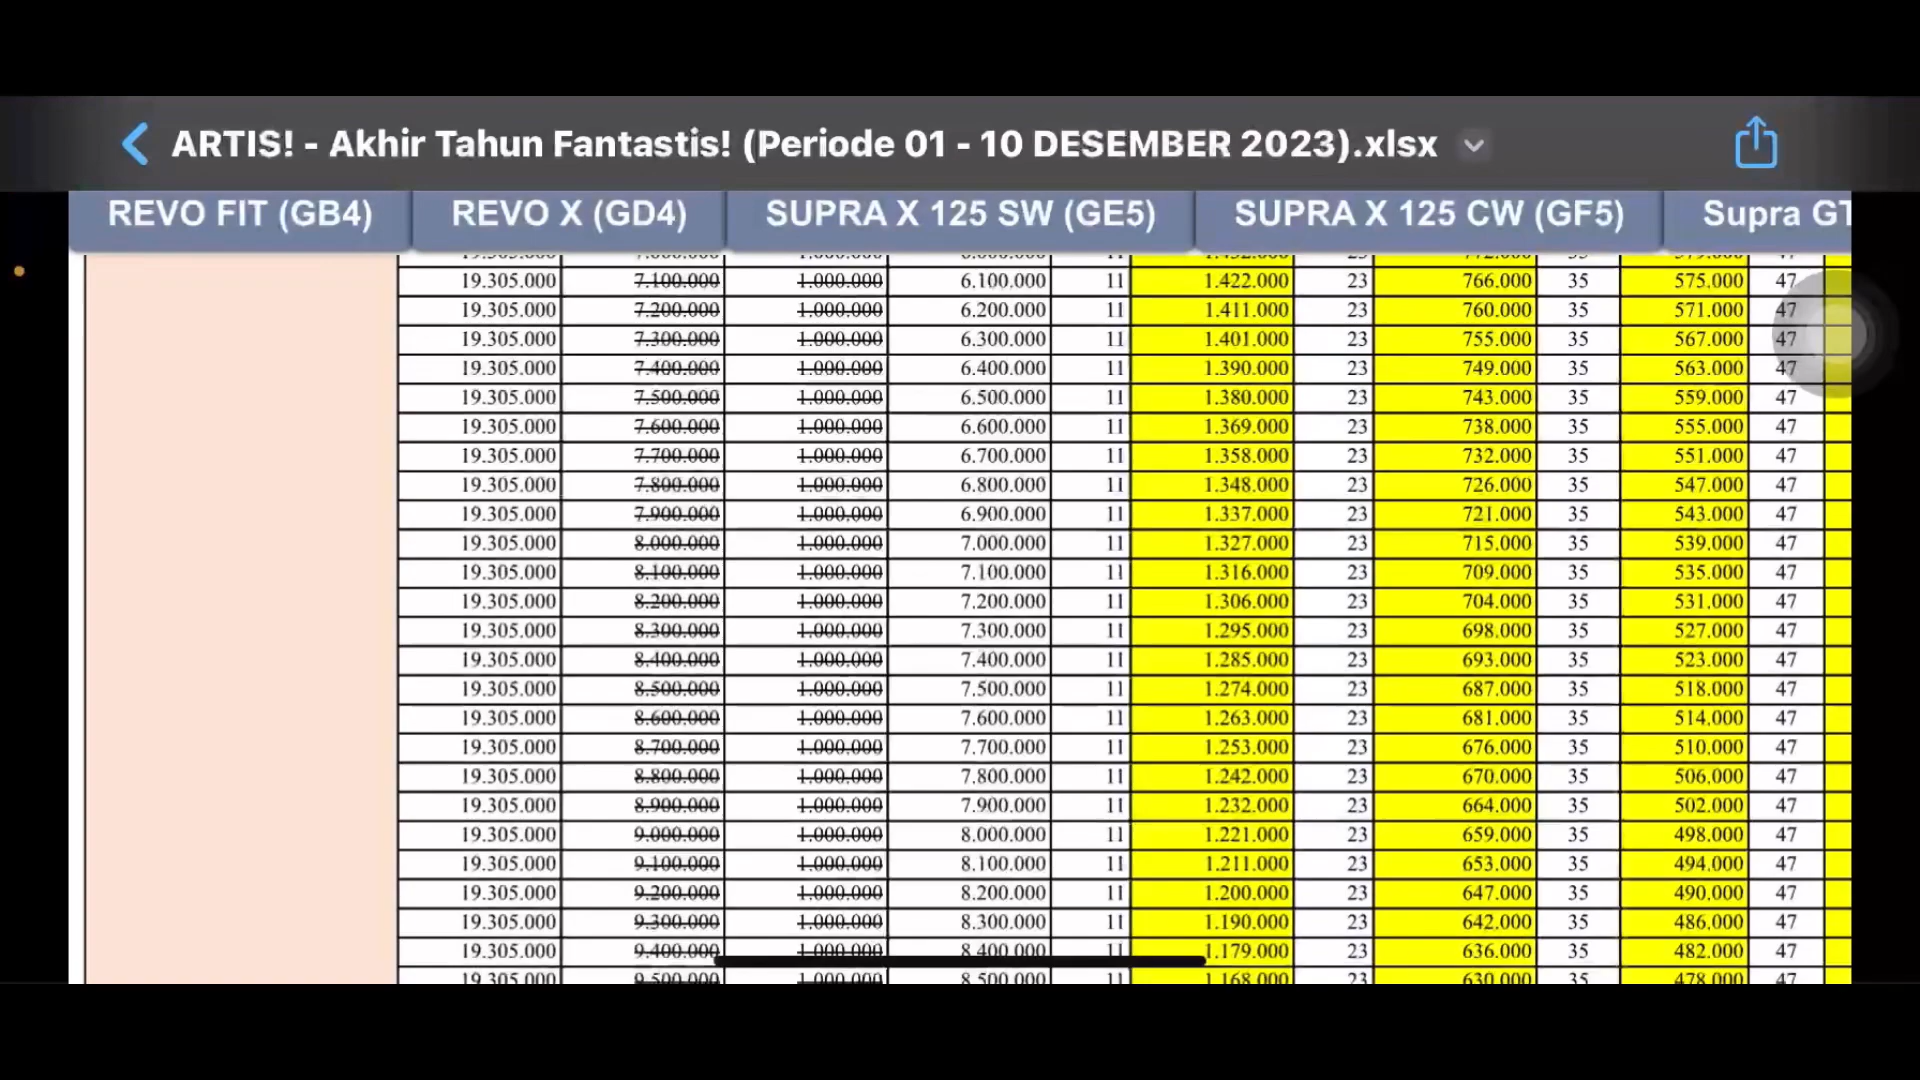 ARTIS! - Akhir Tahun Fantastis! (Periode 01 - 10 DESEMBER 2023).xlsx
REVO FIT (GB4) REVO X (GD4) SUPRA X 125 SW (GE5) SUPRA X 125 CW (GF5) Supra GT
19.305.000 7.100.000 1.000.000 6.100.000 11 1.422.000 23 766.000 35 575.000 47
19.305.000 7.200.000 1.000.000 6.200.000 11 1.411.000 23 760.000 35 571.000 47
19.305.000 7.300.000 1.000.000 6.300.000 11 1.401.000 23 755.000 35 567.000 47
19.305.000 7.400.000 1.000.000 6.400.000 11 1.390.000 23 749.000 35 563.000 47
19.305.000 7.500.000 1.000.000 6.500.000 11 1.380.000 23 743.000 35 559.000 47
19.305.000 7.600.000 1.000.000 6.600.000 11 1.369.000 23 738.000 35 555.000 47
19.305.000 7.700.000 1.000.000 6.700.000 11 1.358.000 23 732.000 35 551.000 47
19.305.000 7.800.000 1.000.000 6.800.000 11 1.348.000 23 726.000 35 547.000 47
19.305.000 7.900.000 1.000.000 6.900.000 11 1.337.000 23 721.000 35 543.000 47
19.305.000 8.000.000 1.000.000 7.000.000 11 1.327.000 23 715.000 35 539.000 47
19.305.000 8.100.000 1.000.000 7.100.000 11 1.316.000 23 709.000 35 535.000 47
19.305.000 8.200.000 1.000.000 7.200.000 11 1.306.000 23 704.000 35 531.000 47
19.305.000 8.300.000 1.000.000 7.300.000 11 1.295.000 23 698.000 35 527.000 47
19.305.000 8.400.000 1.000.000 7.400.000 11 1.285.000 23 693.000 35 523.000 47
19.305.000 8.500.000 1.000.000 7.500.000 11 1.274.000 23 687.000 35 518.000 47
19.305.000 8.600.000 1.000.000 7.600.000 11 1.263.000 23 681.000 35 514.000 47
19.305.000 8.700.000 1.000.000 7.700.000 11 1.253.000 23 676.000 35 510.000 47
19.305.000 8.800.000 1.000.000 7.800.000 11 1.242.000 23 670.000 35 506.000 47
19.305.000 8.900.000 1.000.000 7.900.000 11 1.232.000 23 664.000 35 502.000 47
19.305.000 9.000.000 1.000.000 8.000.000 11 1.221.000 23 659.000 35 498.000 47
19.305.000 9.100.000 1.000.000 8.100.000 11 1.211.000 23 653.000 35 494.000 47
19.305.000 9.200.000 1.000.000 8.200.000 11 1.200.000 23 647.000 35 490.000 47
19.305.000 9.300.000 1.000.000 8.300.000 11 1.190.000 23 642.000 35 486.000 47
19.305.000 9.400.000 1.000.000 8.400.000 11 1.179.000 23 636.000 35 482.000 47
19.305.000 9.500.000 1.000.000 8.500.000 11 1.168.000 23 630.000 35 478.000 47